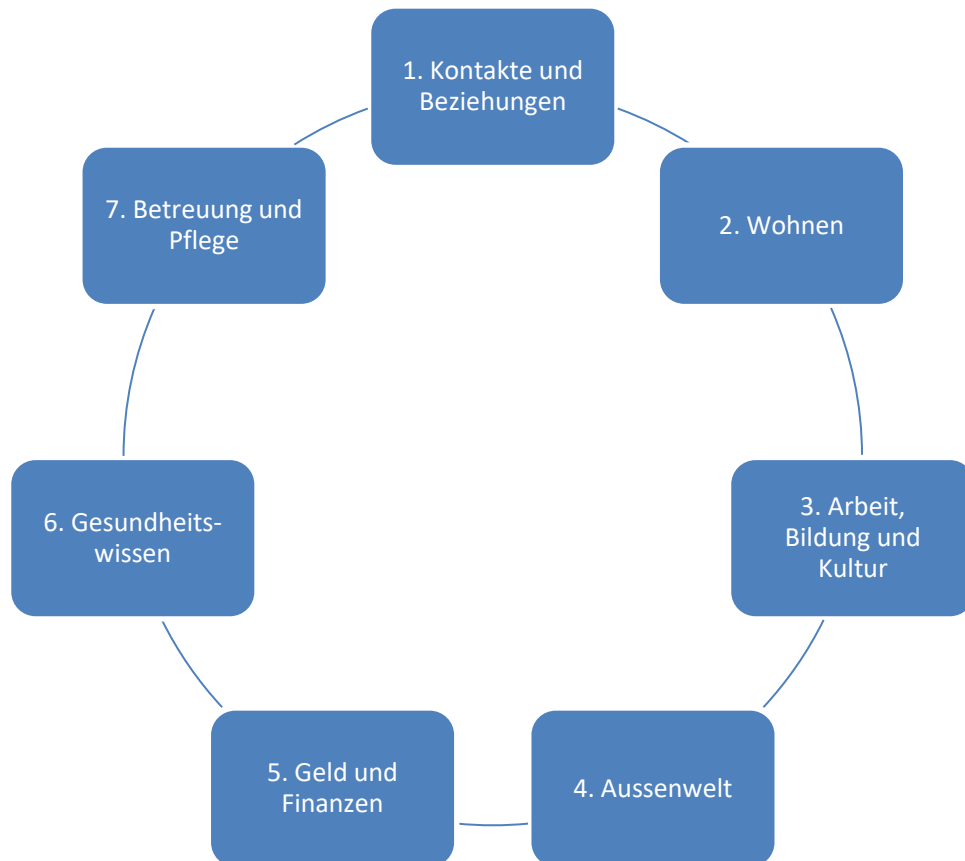 1. Kontakte und
Beziehungen
2. Wohnen
3. Arbeit,
Bildung und
Kultur
4. Aussenwelt
5. Geld und
Finanzen
6. Gesundheits-
wissen
7. Betreuung und
Pflege